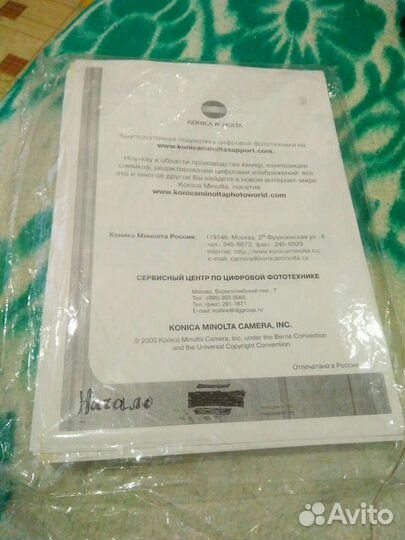 KONICA MINOLTA
Круглосуточная поддержка цифровой фототехники на
www.konicaminoltasupport.com.
Ноу-хау в области производства камер, композиции
снимков, редактирования цифровых изображений: все
это и многое другое Вы найдете в новом интернет-мире
Konica Minolta, посетив
www.konicaminoltaphotoworld.com
Коника Минолта Россия: 119146, Москва, 2я Фрунзенская ул., 8
тел.: 245-6672; факс: 245-6929
Internet: http://www.konicaminolta.ru/
e-mail: camera@konicaminolta.ru
СЕРВИСНЫЙ ЦЕНТР ПО ЦИФРОВОЙ ФОТОТЕХНИКЕ
Москва, Борисоглебский пер., 7
Тел.: (095) 203-0060;
Тел./факс: 291-1671
E-mail: hotline@dggroup.ru
KONICA MINOLTA CAMERA, INC.
© 2003 Konica Minolta Camera, Inc. under the Berne Convention
and the Universal Copyright Convention.
Отпечатано в России
Начало
Avito